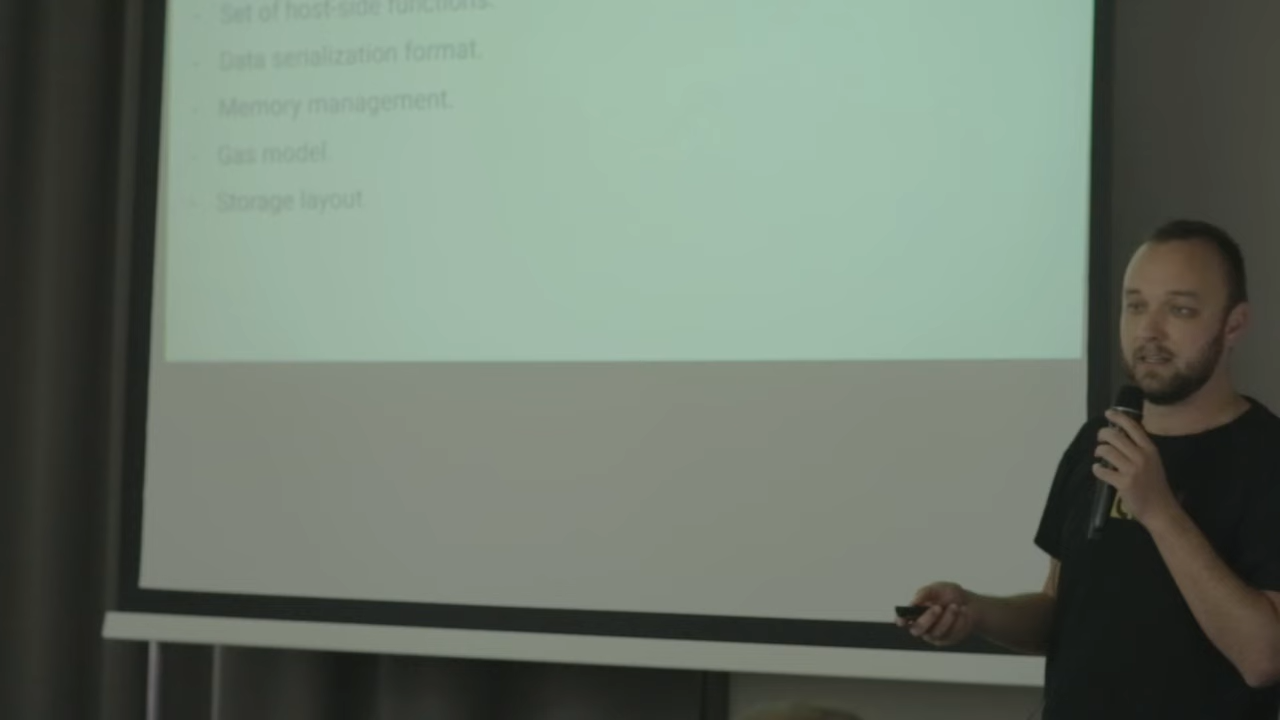 - Set of host-side functions.
- Data serialization format.
- Memory management.
- Gas model.
- Storage layout